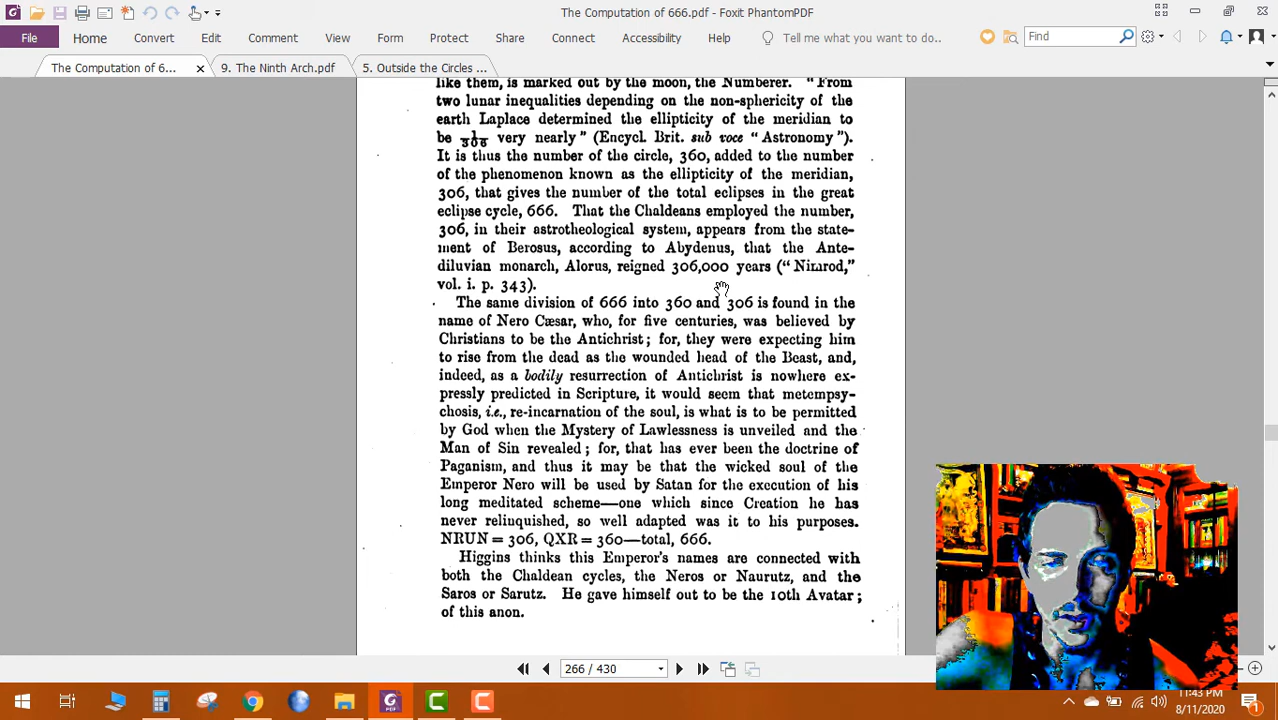 The Computation of 666.pdf - Foxit PhantomPDF
File Home Convert Edit Comment View Form Protect Share Connect Accessibility Help Tell me what you want to do.. Find
The Computation of 6... 9. The Ninth Arch.pdf 5. Outside the Circles ...
like them, is marked out by the moon, the Numberer. "From
two lunar inequalities depending on the non-sphericity of the
earth Laplace determined the ellipticity of the meridian to
be 1/306 very nearly" (Encycl. Brit. sub voce "Astronomy").
It is thus the number of the circle, 360, added to the number
of the phenomenon known as the ellipticity of the meridian,
306, that gives the number of the total eclipses in the great
eclipse cycle, 666. That the Chaldeans employed the number,
306, in their astrotheological system, appears from the state-
ment of Berosus, according to Abydenus, that the Ante-
diluvian monarch, Alorus, reigned 306,000 years ("Nimrod,"
vol. i. p. 343).
The same division of 666 into 360 and 306 is found in the
name of Nero Cæsar, who, for five centuries, was believed by
Christians to be the Antichrist; for, they were expecting him
to rise from the dead as the wounded head of the Beast, and,
indeed, as a bodily resurrection of Antichrist is nowhere ex-
pressly predicted in Scripture, it would seem that metempsy-
chosis, i.e., re-incarnation of the soul, is what is to be permitted
by God when the Mystery of Lawlessness is unveiled and the
Man of Sin revealed; for, that has ever been the doctrine of
Paganism, and thus it may be that the wicked soul of the
Emperor Nero will be used by Satan for the execution of his
long meditated scheme—one which since Creation he has
never relinquished, so well adapted was it to his purposes.
NRUN = 306, QXR = 360—total, 666.
Higgins thinks this Emperor's names are connected with
both the Chaldean cycles, the Neros or Naurutz, and the
Saros or Sarutz. He gave himself out to be the 10th Avatar;
of this anon.
266 / 430
11:43 PM
8/11/2020